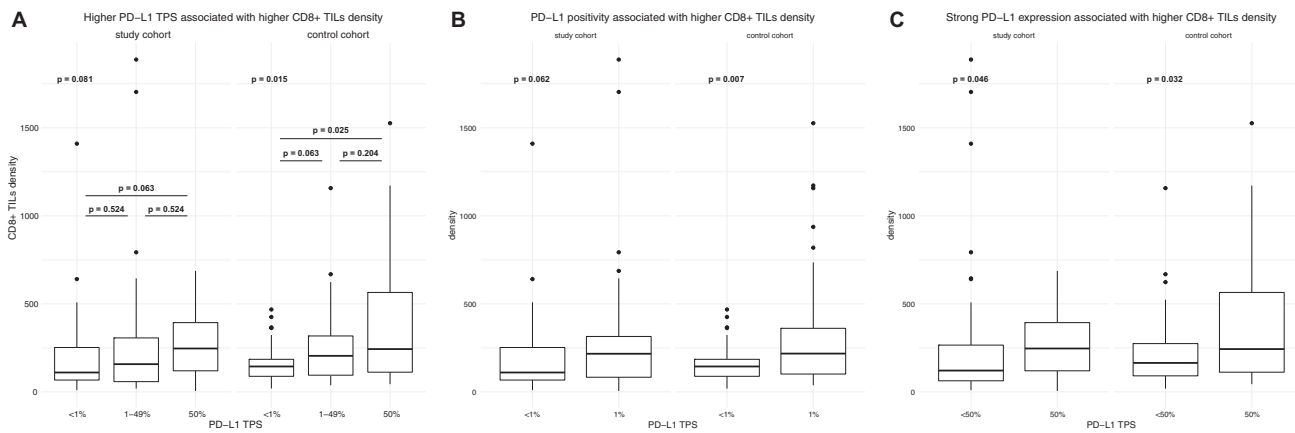 A
Higher PD−L1 TPS associated with higher CD8+ TILs density
study cohort
control cohort
p = 0.081
p = 0.015
p = 0.025
p = 0.063
p = 0.204
p = 0.063
p = 0.524
p = 0.524
1500
1000
500
0
CD8+ TILs density
<1%
1−49%
50%
<1%
1−49%
50%
PD−L1 TPS
B
PD−L1 positivity associated with higher CD8+ TILs density
study cohort
control cohort
p = 0.062
p = 0.007
1500
1000
500
0
density
<1%
1%
<1%
1%
PD−L1 TPS
C
Strong PD−L1 expression associated with higher CD8+ TILs density
study cohort
control cohort
p = 0.046
p = 0.032
1500
1000
500
0
density
<50%
50%
<50%
50%
PD−L1 TPS